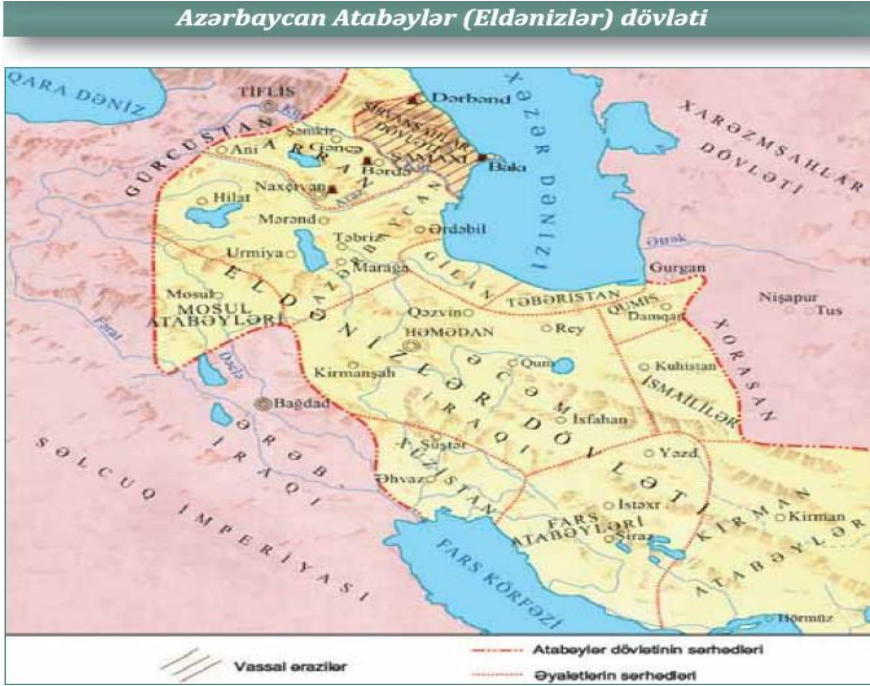 Azərbaycan Atabəylər (Eldənizlər) dövləti
QARA DƏNİZ
TİFLİS
Kür
GÜRCÜSTAN
Şəmkir
Ani
ARRAN
Gəncə
Bərdə
ŞİRVANŞAHLAR DÖVLƏTİ
ŞAMAXI
Dərbənd
Bakı
XƏZƏR DƏNİZİ
XARƏZMŞAHLAR DÖVLƏTİ
Naxçıvan
Araz
Hilat
Mərənd
Təbriz
Ərdəbil
AZƏRBAYCAN
Urmiya
Marağa
GİLAN
Ətrək
Gurgan
TƏBƏRİSTAN
QUMIS
Damqan
Nişapur
Tus
XORASAN
Mosul
MOSUL
ATABƏYLƏRİ
Fərat
Dəclə
ELDƏNİZLƏR DÖVLƏTİ
Qəzvin
HƏMƏDAN
Rey
Qum
Kuhistan
İSMAİLİLƏR
Kirmanşah
ƏCƏM
İRAQI
İsfahan
Bağdad
ƏRƏB
İRAQI
SƏLCUQ İMPERİYASI
Şüştər
XUZİSTAN
Əhvaz
Yəzd
İstəxr
FARS
ATABƏYLƏRİ
Şiraz
KİRMAN
Kirman
ATABƏYLƏR
FARS KÖRFƏZİ
Hörmüz
Vassal ərazilər
Atabəylər dövlətinin sərhədləri
Əyalətlərin sərhədləri